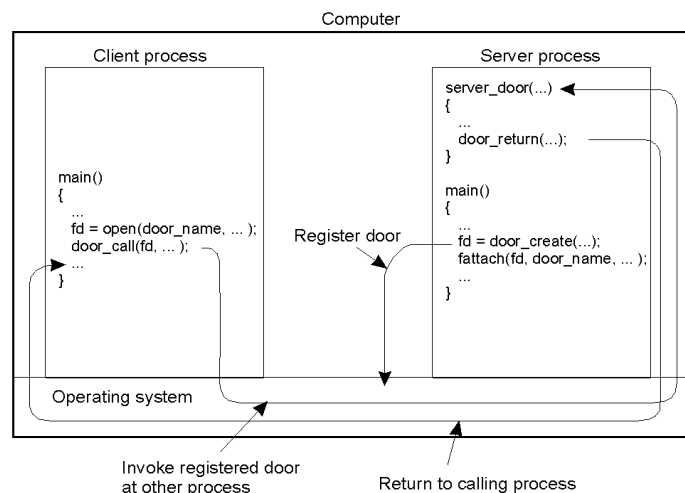 Computer
Client process
Server process
server_door(...)
{
...
door_return(...);
}
main()
{
...
fd = door_create(...);
fattach(fd, door_name, ... );
...
}
main()
{
...
fd = open(door_name, ... );
door_call(fd, ... );
...
}
Register door
Operating system
Invoke registered door
at other process
Return to calling process